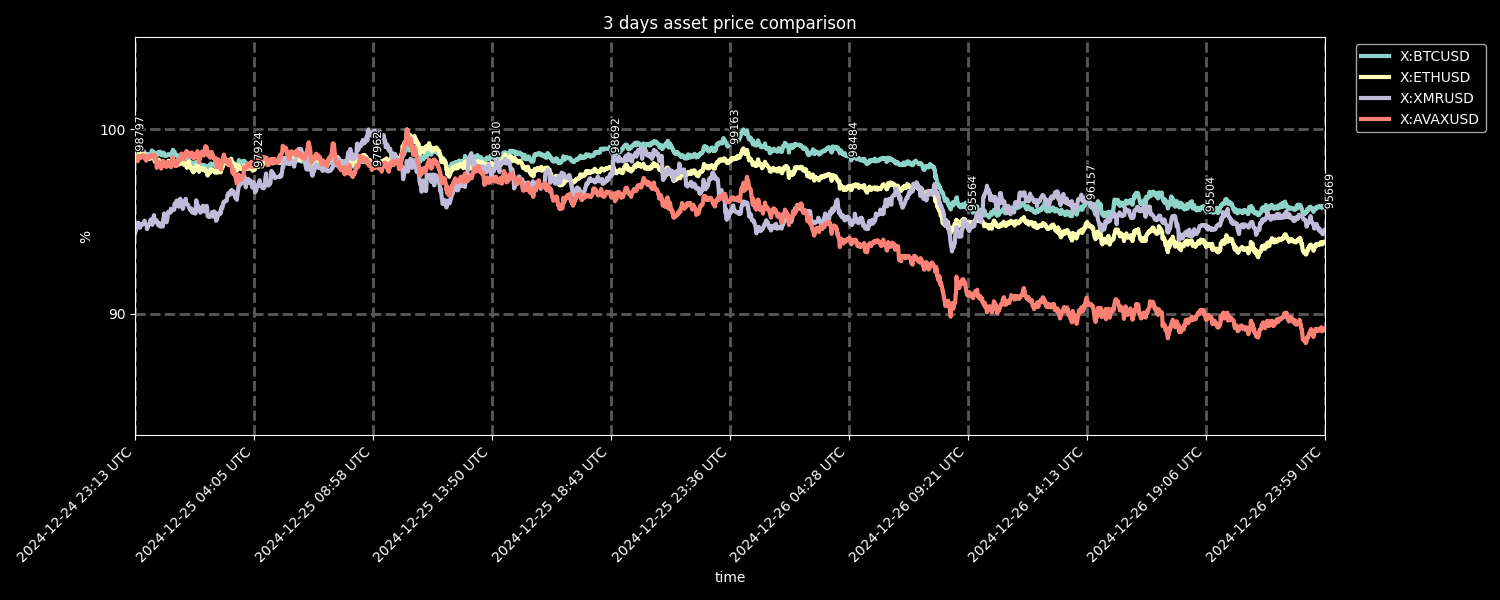 3 days asset price comparison
X:BTCUSD
X:ETHUSD
X:XMRUSD
X:AVAXUSD
100
90
%
98797
97924
97962
98510
98692
99163
98484
95564
96157
95504
95669
2024-12-24 23:13 UTC
2024-12-25 04:05 UTC
2024-12-25 08:58 UTC
2024-12-25 13:50 UTC
2024-12-25 18:43 UTC
2024-12-25 23:36 UTC
2024-12-26 04:28 UTC
2024-12-26 09:21 UTC
2024-12-26 14:13 UTC
2024-12-26 19:06 UTC
2024-12-26 23:59 UTC
time